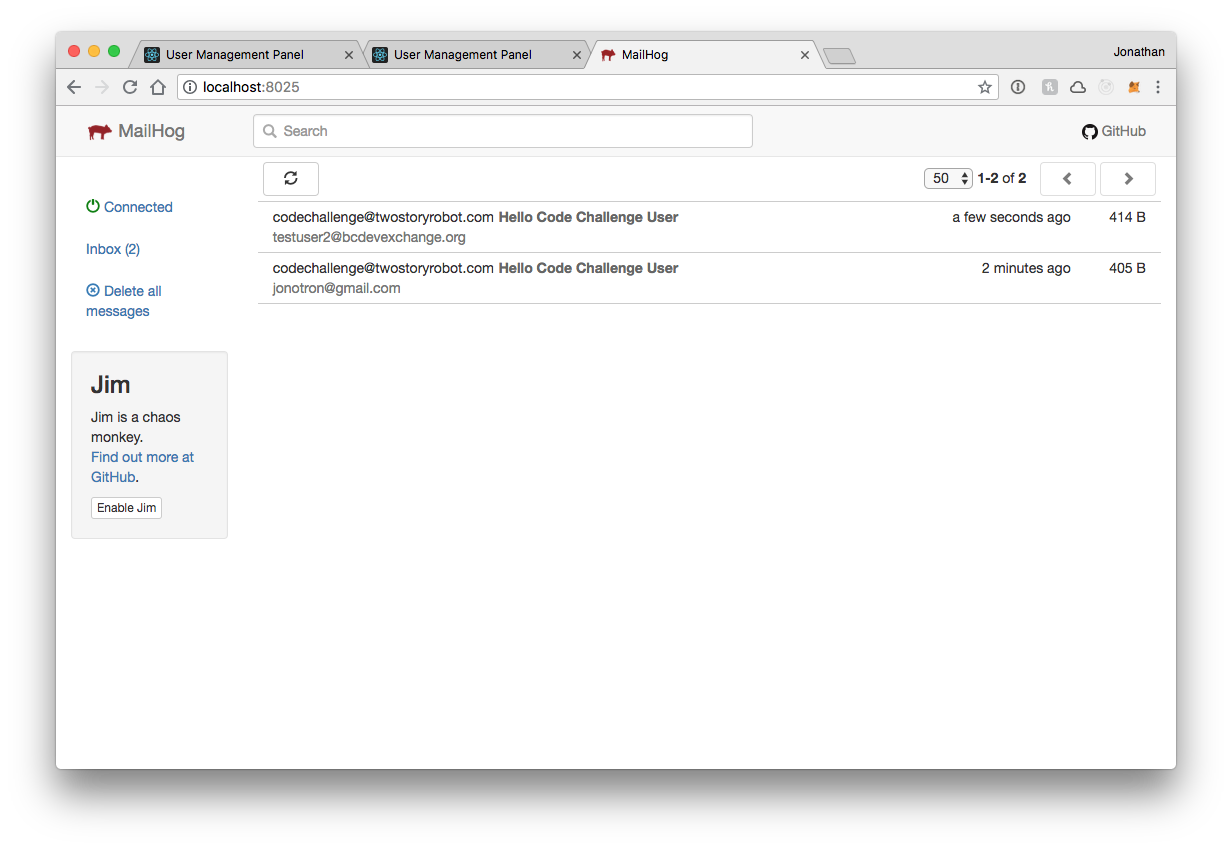 User Management Panel
User Management Panel
MailHog
Jonathan
localhost:8025
MailHog
Search
GitHub
Connected
Inbox (2)
Delete all
messages
50 1-2 of 2
codechallenge@twostoryrobot.com Hello Code Challenge User a few seconds ago 414 B
testuser2@bcdevexchange.org
codechallenge@twostoryrobot.com Hello Code Challenge User 2 minutes ago 405 B
jonotron@gmail.com
Jim
Jim is a chaos
monkey.
Find out more at
GitHub.
Enable Jim